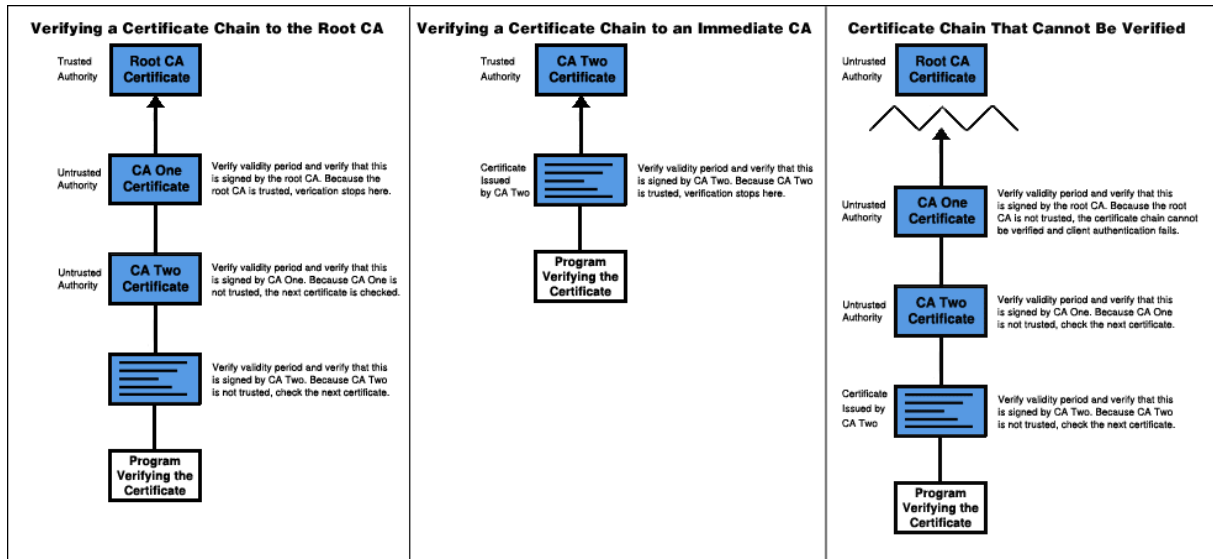 Verifying a Certificate Chain to the Root CA
Trusted
Authority
Root CA
Certificate
Untrusted
Authority
CA One
Certificate
Verify validity period and verify that this
is signed by the root CA. Because the
root CA is trusted, verication stops here.
Untrusted
Authority
CA Two
Certificate
Verify validity period and verify that this
is signed by CA One. Because CA One is
not trusted, the next certificate is checked.
Verify validity period and verify that this
is signed by CA Two. Because CA Two
is not trusted, check the next certificate.
Program
Verifying the
Certificate
Verifying a Certificate Chain to an Immediate CA
Trusted
Authority
CA Two
Certificate
Certificate
Issued
by CA Two
Verify validity period and verify that this
is signed by CA Two. Because CA Two
is trusted, verification stops here.
Program
Verifying the
Certificate
Certificate Chain That Cannot Be Verified
Untrusted
Authority
Root CA
Certificate
Untrusted
Authority
CA One
Certificate
Verify validity period and verify that this
is signed by the root CA. Because the root
CA is not trusted, the certificate chain cannot
be verified and client authentication fails.
Untrusted
Authority
CA Two
Certificate
Verify validity period and verify that this
is signed by CA One. Because CA One
is not trusted, check the next certificate.
Certificate
Issued by
CA Two
Verify validity period and verify that this
is signed by CA Two. Because CA Two
is not trusted, check the next certificate.
Program
Verifying the
Certificate